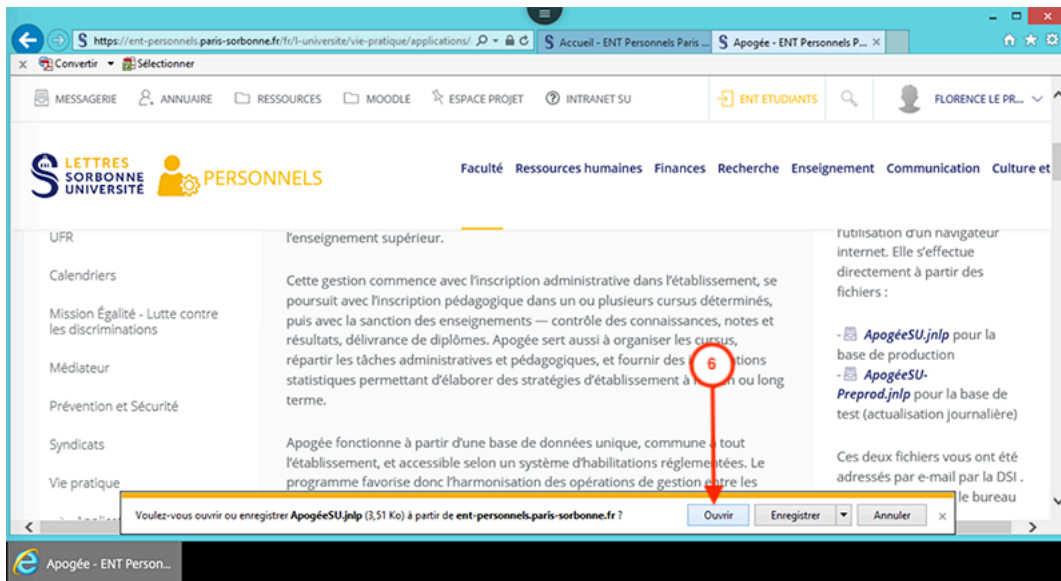 https://ent-personnels.paris-sorbonne.fr/fr/l-universite/vie-pratique/applications/
Accueil - ENT Personnels Paris ...
Apogée - ENT Personnels P...
Convertir
Sélectionner
MESSAGERIE
ANNUAIRE
RESSOURCES
MOODLE
ESPACE PROJET
INTRANET SU
ENT ETUDIANTS
FLORENCE LE PR...
LETTRES
SORBONNE
UNIVERSITÉ
PERSONNELS
Faculté Ressources humaines Finances Recherche Enseignement Communication Culture et
UFR
Calendriers
Mission Égalité - Lutte contre
les discriminations
Médiateur
Prévention et Sécurité
Syndicats
Vie pratique
l'enseignement supérieur.
Cette gestion commence avec l'inscription administrative dans l'établissement, se
poursuit avec l'inscription pédagogique dans un ou plusieurs cursus déterminés,
puis avec la sanction des enseignements — contrôle des connaissances, notes et
résultats, délivrance de diplômes. Apogée sert aussi à organiser les cursus,
répartir les tâches administratives et pédagogiques, et fournir des
statistiques permettant d'élaborer des stratégies d'établissement à ou long
terme.
Apogée fonctionne à partir d'une base de données unique, commune à tout
l'établissement, et accessible selon un système d'habilitations réglementées. Le
programme favorise donc l'harmonisation des opérations de gestion entre les
l'utilisation d'un navigateur
internet. Elle s'effectue
directement à partir des
fichiers :
- ApogéeSU.jnlp pour la
base de production
- ApogéeSU-
Preprod.jnlp pour la base de
test (actualisation journalière)
Ces deux fichiers vous ont été
adressés par e-mail par la DSI .
le bureau
6
Voulez-vous ouvrir ou enregistrer ApogéeSU.jnlp (3,51 Ko) à partir de ent-personnels.paris-sorbonne.fr ?
Ouvrir
Enregistrer
Annuler
Apogée - ENT Person...